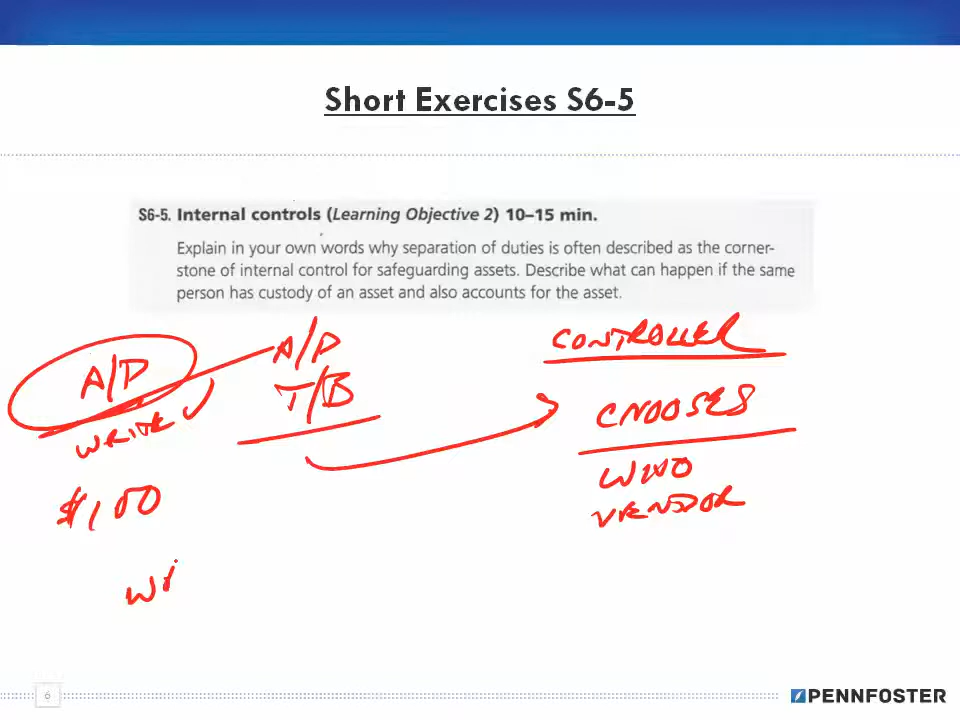 Short Exercises S6-5
S6-5. Internal controls (Learning Objective 2) 10–15 min.
Explain in your own words why separation of duties is often described as the corner-
stone of internal control for safeguarding assets. Describe what can happen if the same
person has custody of an asset and also accounts for the asset.
A/P
WRITE
$100
A/P
T/B
CONTROLLER
CHOOSES
WHO
VENDOR
6
PENNFOSTER